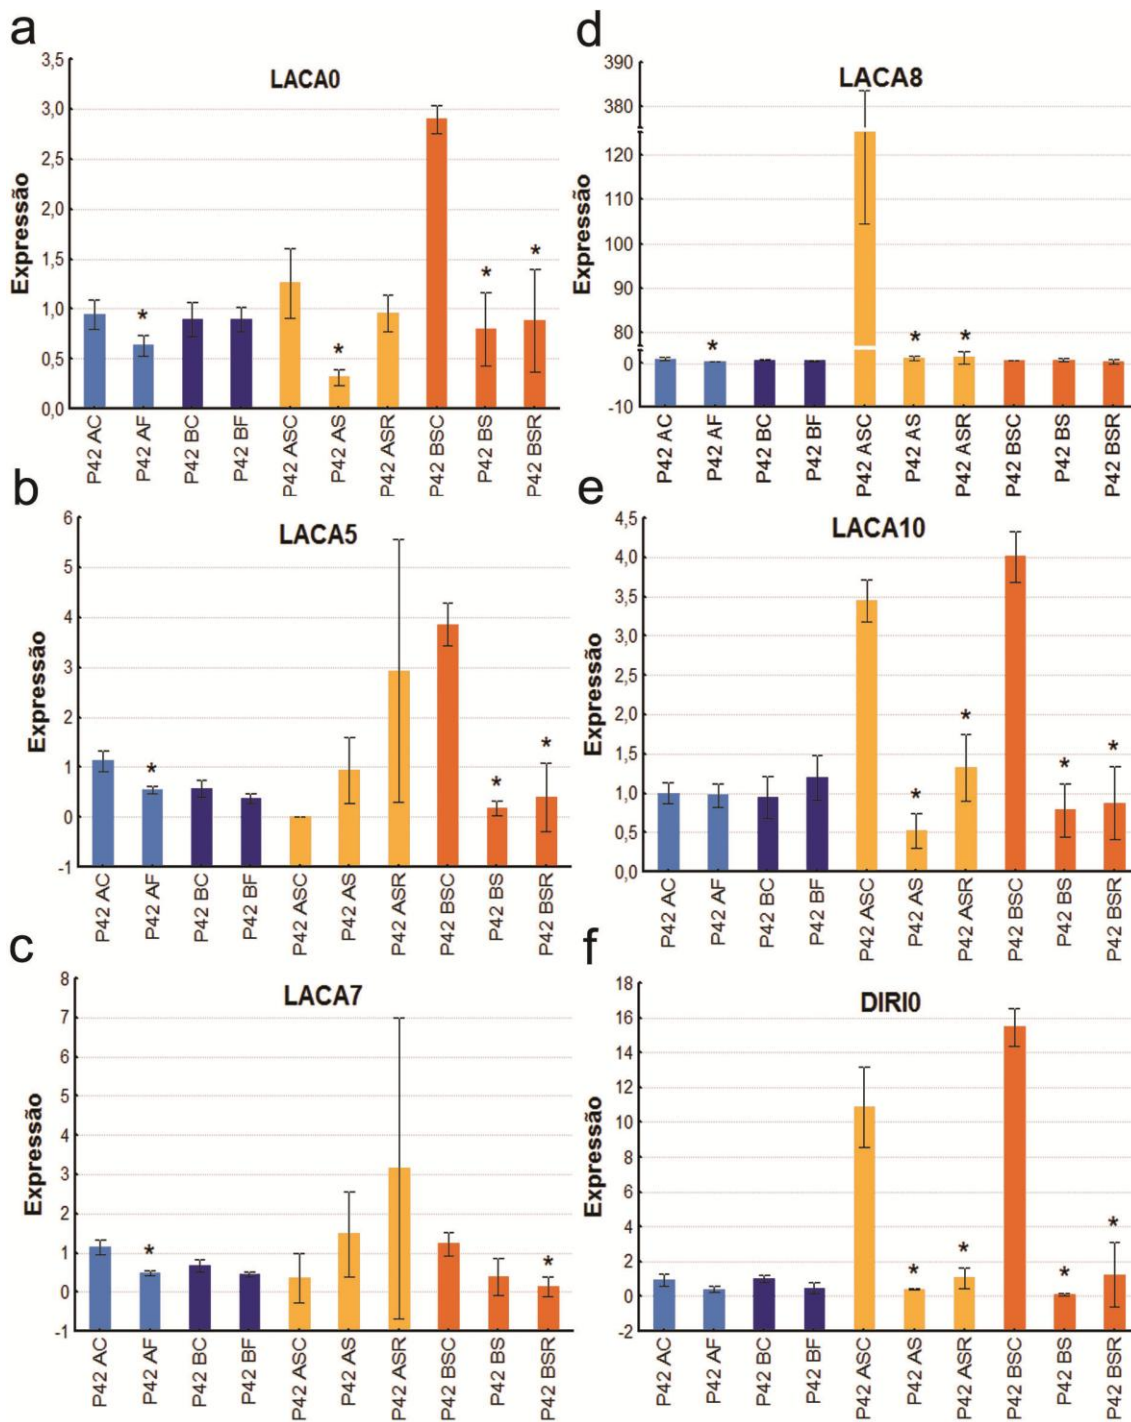 a
LACA0
Expressão
3,5
3,0
2,5
2,0
1,5
1,0
0,5
0,0
*
*
*
*
P42 AC
P42 AF
P42 BC
P42 BF
P42 ASC
P42 AS
P42 ASR
P42 BSC
P42 BS
P42 BSR
b
LACA5
Expressão
6
5
4
3
2
1
0
-1
*
*
*
P42 AC
P42 AF
P42 BC
P42 BF
P42 ASC
P42 AS
P42 ASR
P42 BSC
P42 BS
P42 BSR
c
LACA7
Expressão
8
7
6
5
4
3
2
1
0
-1
*
*
P42 AC
P42 AF
P42 BC
P42 BF
P42 ASC
P42 AS
P42 ASR
P42 BSC
P42 BS
P42 BSR
d
LACA8
Expressão
390
380
120
110
100
90
80
0
-10
*
*
*
P42 AC
P42 AF
P42 BC
P42 BF
P42 ASC
P42 AS
P42 ASR
P42 BSC
P42 BS
P42 BSR
e
LACA10
Expressão
4,5
4,0
3,5
3,0
2,5
2,0
1,5
1,0
0,5
0,0
*
*
*
*
P42 AC
P42 AF
P42 BC
P42 BF
P42 ASC
P42 AS
P42 ASR
P42 BSC
P42 BS
P42 BSR
f
DIRI0
Expressão
18
16
14
12
10
8
6
4
2
0
-2
*
*
*
*
P42 AC
P42 AF
P42 BC
P42 BF
P42 ASC
P42 AS
P42 ASR
P42 BSC
P42 BS
P42 BSR